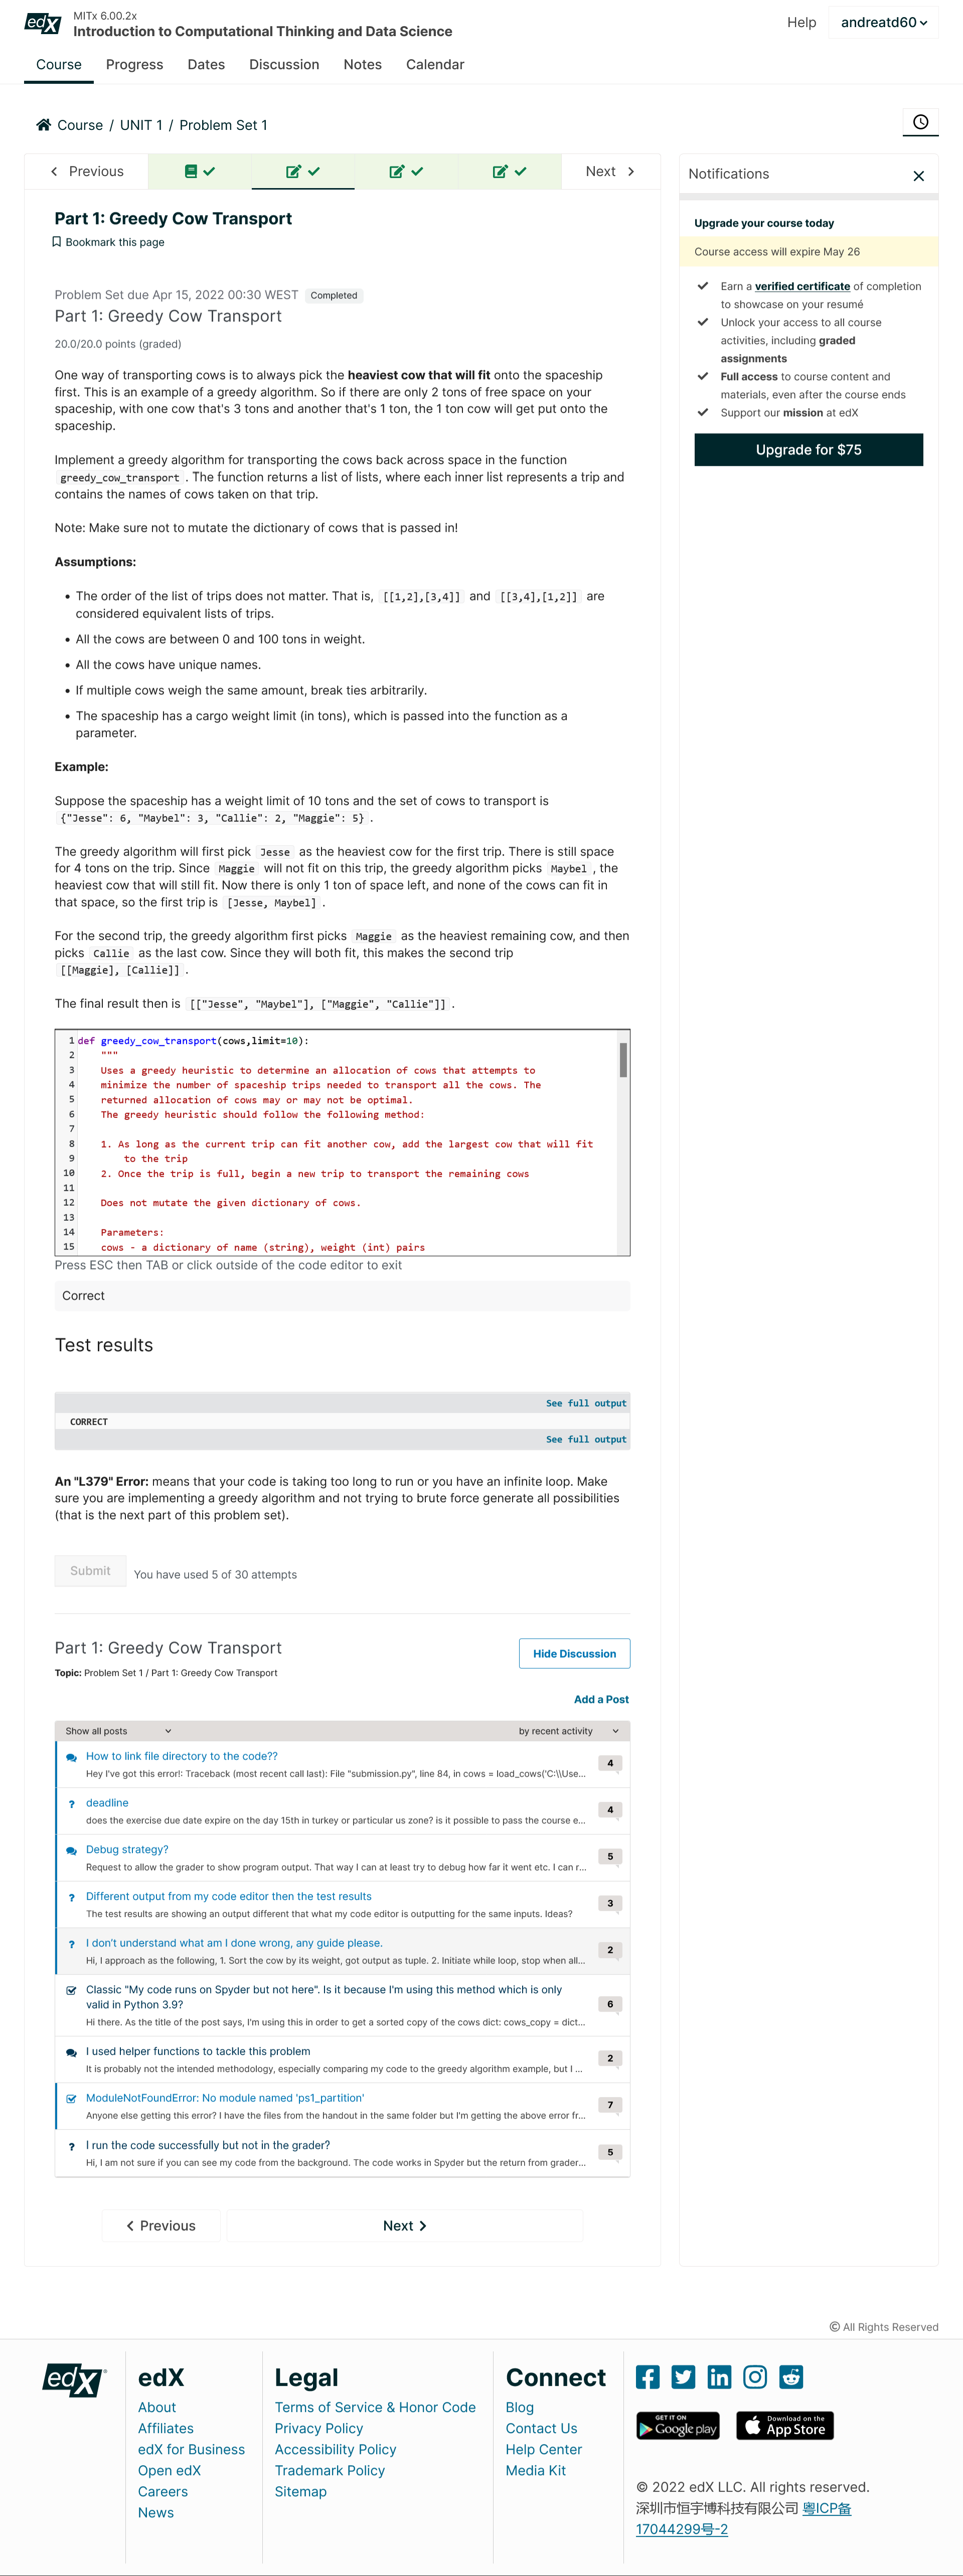 edX
MITx 6.00.2x
Introduction to Computational Thinking and Data Science
Help
andreatd60
Course
Progress
Dates
Discussion
Notes
Calendar
Course / UNIT 1 / Problem Set 1
Previous
Next
Part 1: Greedy Cow Transport
Bookmark this page
Problem Set due Apr 15, 2022 00:30 WEST Completed
Part 1: Greedy Cow Transport
20.0/20.0 points (graded)
One way of transporting cows is to always pick the heaviest cow that will fit onto the spaceship
first. This is an example of a greedy algorithm. So if there are only 2 tons of free space on your
spaceship, with one cow that's 3 tons and another that's 1 ton, the 1 ton cow will get put onto the
spaceship.
Implement a greedy algorithm for transporting the cows back across space in the function
greedy_cow_transport . The function returns a list of lists, where each inner list represents a trip and
contains the names of cows taken on that trip.
Note: Make sure not to mutate the dictionary of cows that is passed in!
Assumptions:
• The order of the list of trips does not matter. That is, [[1,2],[3,4]] and [[3,4],[1,2]] are
considered equivalent lists of trips.
• All the cows are between 0 and 100 tons in weight.
• All the cows have unique names.
• If multiple cows weigh the same amount, break ties arbitrarily.
• The spaceship has a cargo weight limit (in tons), which is passed into the function as a
parameter.
Example:
Suppose the spaceship has a weight limit of 10 tons and the set of cows to transport is
{"Jesse": 6, "Maybel": 3, "Callie": 2, "Maggie": 5} .
The greedy algorithm will first pick Jesse as the heaviest cow for the first trip. There is still space
for 4 tons on the trip. Since Maggie will not fit on this trip, the greedy algorithm picks Maybel , the
heaviest cow that will still fit. Now there is only 1 ton of space left, and none of the cows can fit in
that space, so the first trip is [Jesse, Maybel] .
For the second trip, the greedy algorithm first picks Maggie as the heaviest remaining cow, and then
picks Callie as the last cow. Since they will both fit, this makes the second trip
[[Maggie], [Callie]] .
The final result then is [["Jesse", "Maybel"], ["Maggie", "Callie"]] .
1 def greedy_cow_transport(cows,limit=10):
2 """
3 Uses a greedy heuristic to determine an allocation of cows that attempts to
4 minimize the number of spaceship trips needed to transport all the cows. The
5 returned allocation of cows may or may not be optimal.
6 The greedy heuristic should follow the following method:
7
8 1. As long as the current trip can fit another cow, add the largest cow that will fit
9 to the trip
10 2. Once the trip is full, begin a new trip to transport the remaining cows
11
12 Does not mutate the given dictionary of cows.
13
14 Parameters:
15 cows - a dictionary of name (string), weight (int) pairs
Press ESC then TAB or click outside of the code editor to exit
Correct
Test results
See full output
CORRECT
See full output
An "L379" Error: means that your code is taking too long to run or you have an infinite loop. Make
sure you are implementing a greedy algorithm and not trying to brute force generate all possibilities
(that is the next part of this problem set).
Submit
You have used 5 of 30 attempts
Part 1: Greedy Cow Transport
Hide Discussion
Topic: Problem Set 1 / Part 1: Greedy Cow Transport
Add a Post
Show all posts
by recent activity
How to link file directory to the code??
4
Hey I've got this error!: Traceback (most recent call last): File "submission.py", line 84, in cows = load_cows('C:\\Use...
deadline
4
does the exercise due date expire on the day 15th in turkey or particular us zone? is it possible to pass the course e...
Debug strategy?
5
Request to allow the grader to show program output. That way I can at least try to debug how far it went etc. I can r...
Different output from my code editor then the test results
3
The test results are showing an output different that what my code editor is outputting for the same inputs. Ideas?
I don't understand what am I done wrong, any guide please.
2
Hi, I approach as the following, 1. Sort the cow by its weight, got output as tuple. 2. Initiate while loop, stop when all...
Classic "My code runs on Spyder but not here". Is it because I'm using this method which is only
valid in Python 3.9?
6
Hi there. As the title of the post says, I'm using this in order to get a sorted copy of the cows dict: cows_copy = dict...
I used helper functions to tackle this problem
2
It is probably not the intended methodology, especially comparing my code to the greedy algorithm example, but I ...
ModuleNotFoundError: No module named 'ps1_partition'
7
Anyone else getting this error? I have the files from the handout in the same folder but I'm getting the above error fr...
I run the code successfully but not in the grader?
5
Hi, I am not sure if you can see my code from the background. The code works in Spyder but the return from grader...
Previous
Next
Notifications
Upgrade your course today
Course access will expire May 26
Earn a verified certificate of completion
to showcase on your resumé
Unlock your access to all course
activities, including graded
assignments
Full access to course content and
materials, even after the course ends
Support our mission at edX
Upgrade for $75
© All Rights Reserved
edX
edX
About
Affiliates
edX for Business
Open edX
Careers
News
Legal
Terms of Service & Honor Code
Privacy Policy
Accessibility Policy
Trademark Policy
Sitemap
Connect
Blog
Contact Us
Help Center
Media Kit
GET IT ON
Google play
Download on the
App Store
© 2022 edX LLC. All rights reserved.
深圳市恒宇博科技有限公司 粤ICP备
17044299号-2